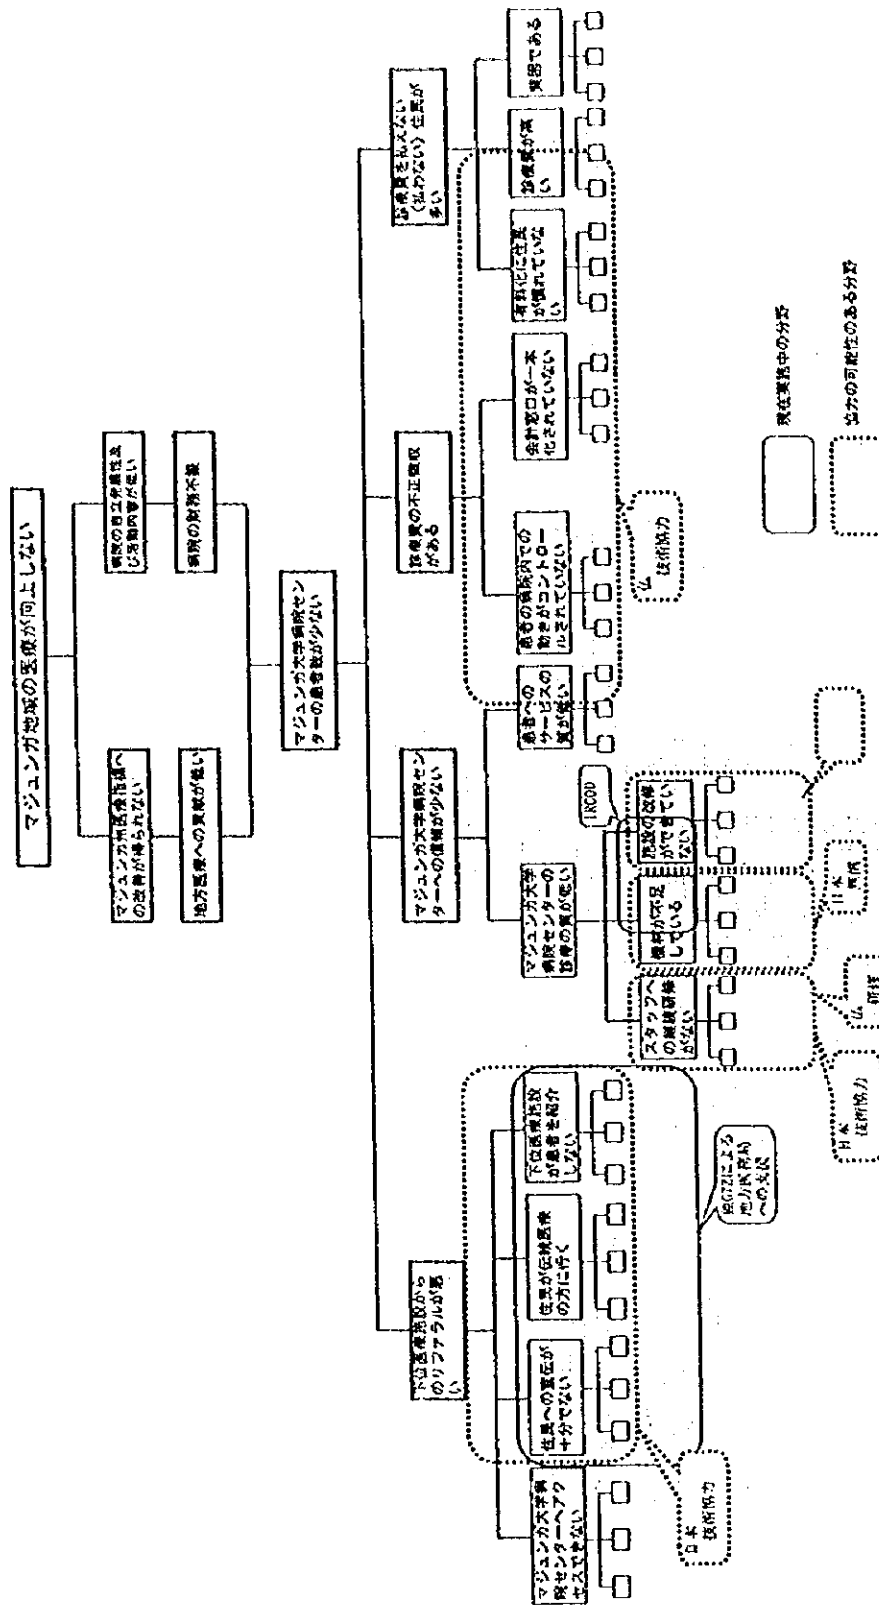 マジュンガ地域の医療が向上しない
マジュンガ州医療指標へ
の改善が得られない
病院の自立発展性及
び活動内容が低い
地方医療への貢献が低い
病院の財務不振
マジュンガ大学病院セン
ターの患者数が少ない
下位医療施設から
のリファラルが悪
い
マジュンガ大学病院セン
ターへの信頼が少ない
診療費の不正徴収
がある
診療費を払えない
(払わない)住民が
多い
マジュンガ大学病
院センターへアク
セスできない
住民への宣伝が
十分でない
住民が伝統医療
の方に行く
下位医療施設
が患者を紹介
しない
マジュンガ大学
病院センターの
診療の質が低い
患者への
サービスの
質が低い
患者の病院内での
動きがコントロー
ルされていない
会計窓口が一本
化されていない
有料化に住民
が慣れていな
い
診療費が高
い
貧困である
スタッフへ
の継続研修
がない
機材が不足
している
施設の改修
ができてい
ない
IRCOD
独GTZによる
地方医務局
への支援
日本
技術協力
日本
技術協力
仏
研修
日本
無償
仏
技術協力
現在実施中の分野
協力の可能性のある分野